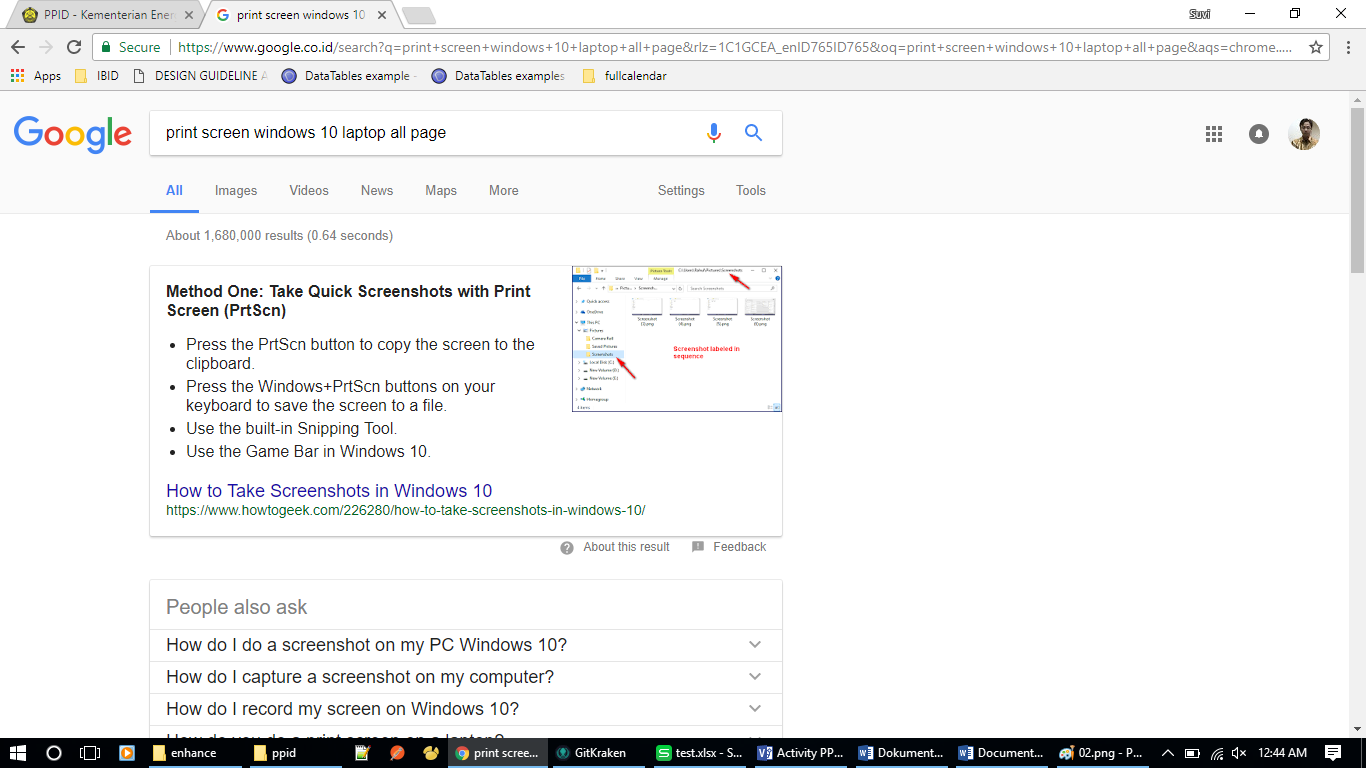 PPID - Kementerian Ener
print screen windows 10
Suvi
Secure
https://www.google.co.id/search?q=print+screen+windows+10+laptop+all+page&rlz=1C1GCEA_enID765ID765&oq=print+screen+windows+10+laptop+all+page&aqs=chrome.....
Apps
IBID
DESIGN GUIDELINE A
DataTables example -
DataTables examples
fullcalendar
Google
print screen windows 10 laptop all page
All
Images
Videos
News
Maps
More
Settings
Tools
About 1,680,000 results (0.64 seconds)
Method One: Take Quick Screenshots with Print
Screen (PrtScn)
Press the PrtScn button to copy the screen to the
clipboard.
Press the Windows+PrtScn buttons on your
keyboard to save the screen to a file.
Use the built-in Snipping Tool.
Use the Game Bar in Windows 10.
Screenshot labeled in
sequence
How to Take Screenshots in Windows 10
https://www.howtogeek.com/226280/how-to-take-screenshots-in-windows-10/
About this result
Feedback
People also ask
How do I do a screenshot on my PC Windows 10?
How do I capture a screenshot on my computer?
How do I record my screen on Windows 10?
enhance
ppid
print scree...
GitKraken
test.xlsx - S...
Activity PP...
Dokument...
Document...
02.png - P...
12:44 AM